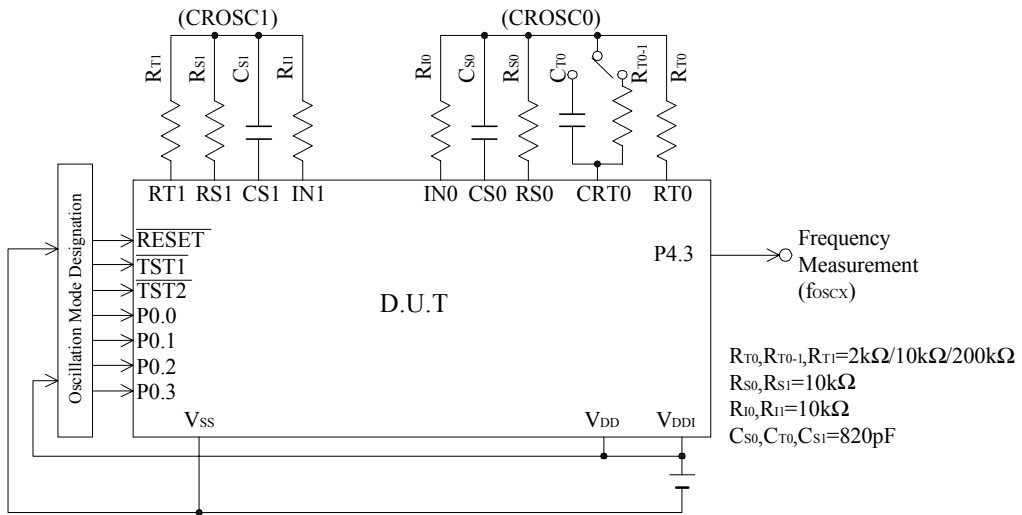 (CROSC1)
(CROSC0)
RT1
RS1
CS1
RI1
RI0
CS0
RS0
CT0
RT0-1
RT0
RT1
RS1
CS1
IN1
IN0
CS0
RS0
CRT0
RT0
Oscillation Mode Designation
RESET
TST1
TST2
P0.0
P0.1
P0.2
P0.3
D.U.T
P4.3
VSS
VDD
VDDI
Frequency
Measurement
(fOSCX)
RT0,RT0-1,RT1=2kΩ/10kΩ/200kΩ
RS0,RS1=10kΩ
RI0,RI1=10kΩ
CS0,CT0,CS1=820pF